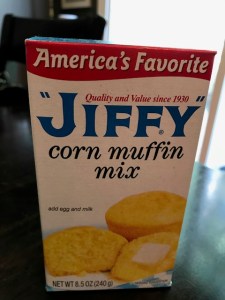 America's Favorite
Quality and Value since 1930
"JIFFY"
corn muffin
mix
add egg and milk
NET WT 8.5 OZ (240g)